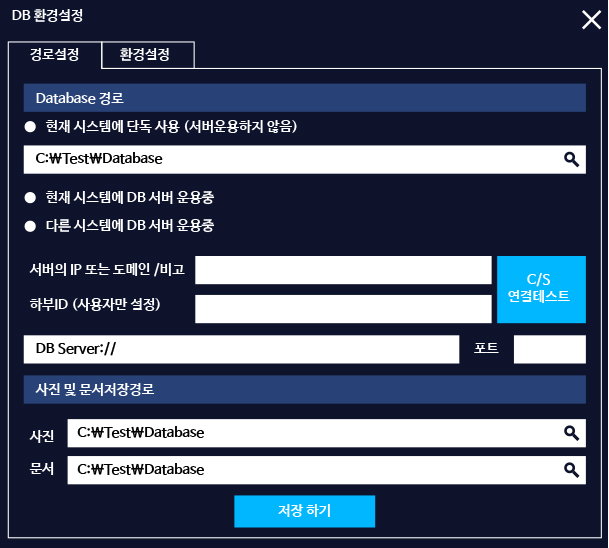 DB 환경설정
경로설정
환경설정
Database 경로
현재 시스템에 단독 사용 (서버운용하지 않음)
C:₩Test₩Database
현재 시스템에 DB 서버 운용중
다른 시스템에 DB 서버 운용중
서버의 IP 또는 도메인 /비고
C/S
연결테스트
하부ID (사용자만 설정)
DB Server://
포트
사진 및 문서저장경로
사진
C:₩Test₩Database
문서
C:₩Test₩Database
저장 하기